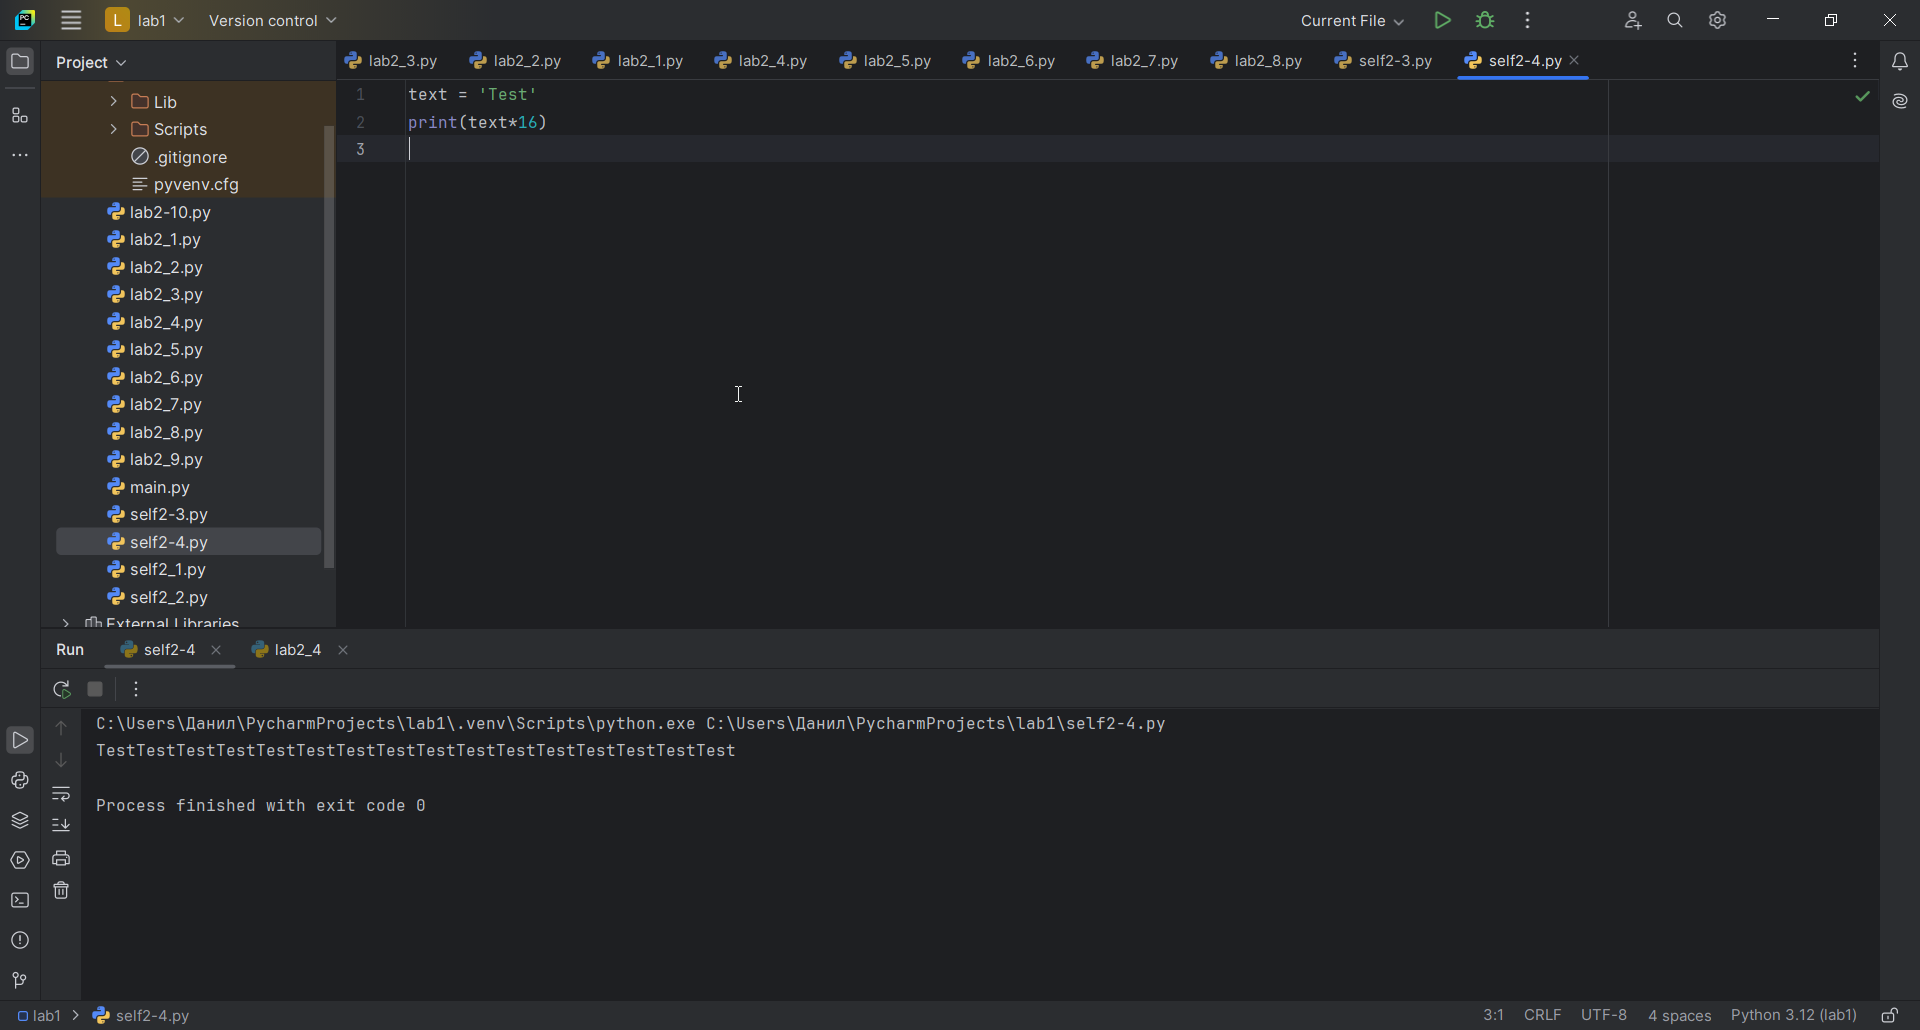 PC
L lab1 Version control Current File
Project
lab2_3.py lab2_2.py lab2_1.py lab2_4.py lab2_5.py lab2_6.py lab2_7.py lab2_8.py self2-3.py self2-4.py
Lib
Scripts
.gitignore
pyvenv.cfg
lab2-10.py
lab2_1.py
lab2_2.py
lab2_3.py
lab2_4.py
lab2_5.py
lab2_6.py
lab2_7.py
lab2_8.py
lab2_9.py
main.py
self2-3.py
self2-4.py
self2_1.py
self2_2.py
External Libraries
1 text = 'Test'
2 print(text*16)
3
Run self2-4 lab2_4
C:\Users\Данил\PycharmProjects\lab1\.venv\Scripts\python.exe C:\Users\Данил\PycharmProjects\lab1\self2-4.py
TestTestTestTestTestTestTestTestTestTestTestTestTestTestTestTest
Process finished with exit code 0
lab1 > self2-4.py 3:1 CRLF UTF-8 4 spaces Python 3.12 (lab1)